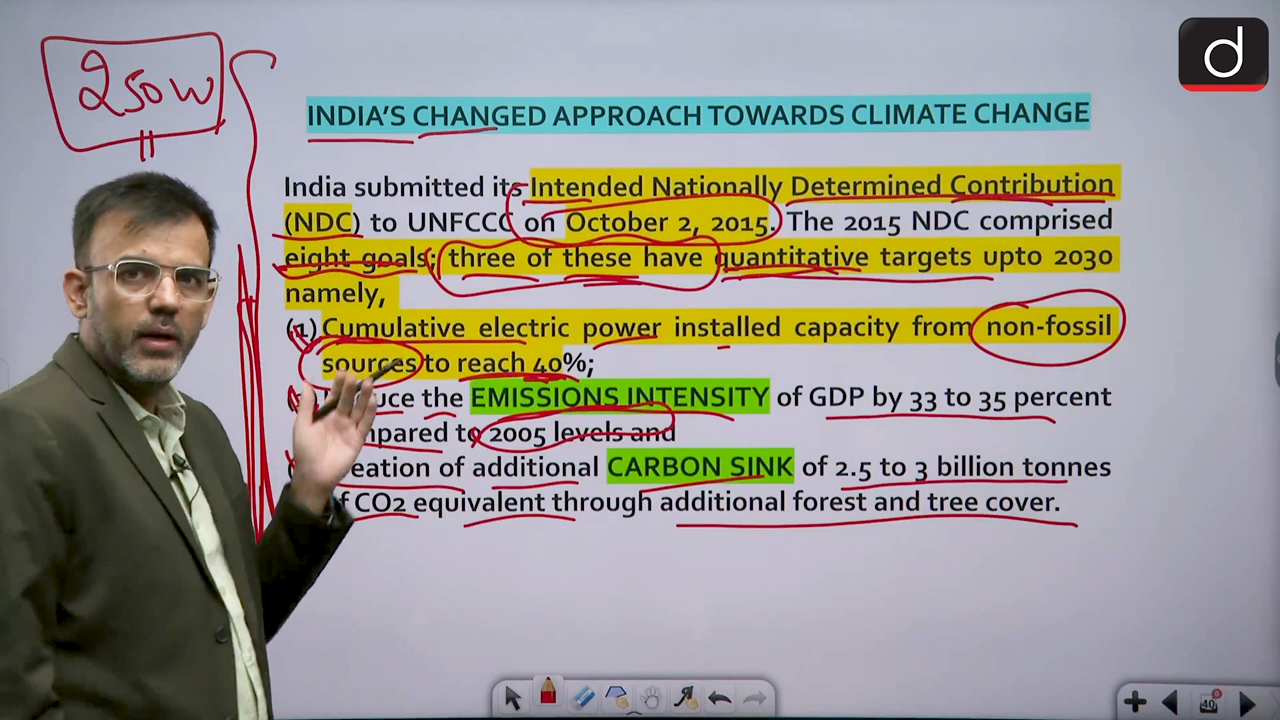 250 W
d
INDIA'S CHANGED APPROACH TOWARDS CLIMATE CHANGE
India submitted its Intended Nationally Determined Contribution
(NDC) to UNFCCC on October 2, 2015. The 2015 NDC comprised
eight goals; three of these have quantitative targets upto 2030
namely,
(1) Cumulative electric power installed capacity from non-fossil
sources to reach 40%;
the EMISSIONS INTENSITY of GDP by 33 to 35 percent
to 2005 levels and
of additional CARBON SINK of 2.5 to 3 billion tonnes
CO2 equivalent through additional forest and tree cover.
40